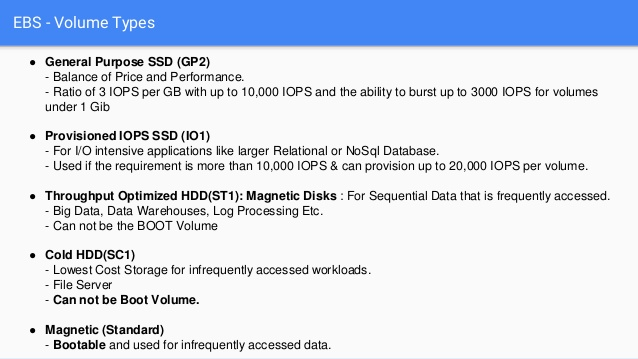 EBS - Volume Types
● General Purpose SSD (GP2)
- Balance of Price and Performance.
- Ratio of 3 IOPS per GB with up to 10,000 IOPS and the ability to burst up to 3000 IOPS for volumes
under 1 Gib
● Provisioned IOPS SSD (IO1)
- For I/O intensive applications like larger Relational or NoSql Database.
- Used if the requirement is more than 10,000 IOPS & can provision up to 20,000 IOPS per volume.
● Throughput Optimized HDD(ST1): Magnetic Disks : For Sequential Data that is frequently accessed.
- Big Data, Data Warehouses, Log Processing Etc.
- Can not be the BOOT Volume
● Cold HDD(SC1)
- Lowest Cost Storage for infrequently accessed workloads.
- File Server
- Can not be Boot Volume.
● Magnetic (Standard)
- Bootable and used for infrequently accessed data.